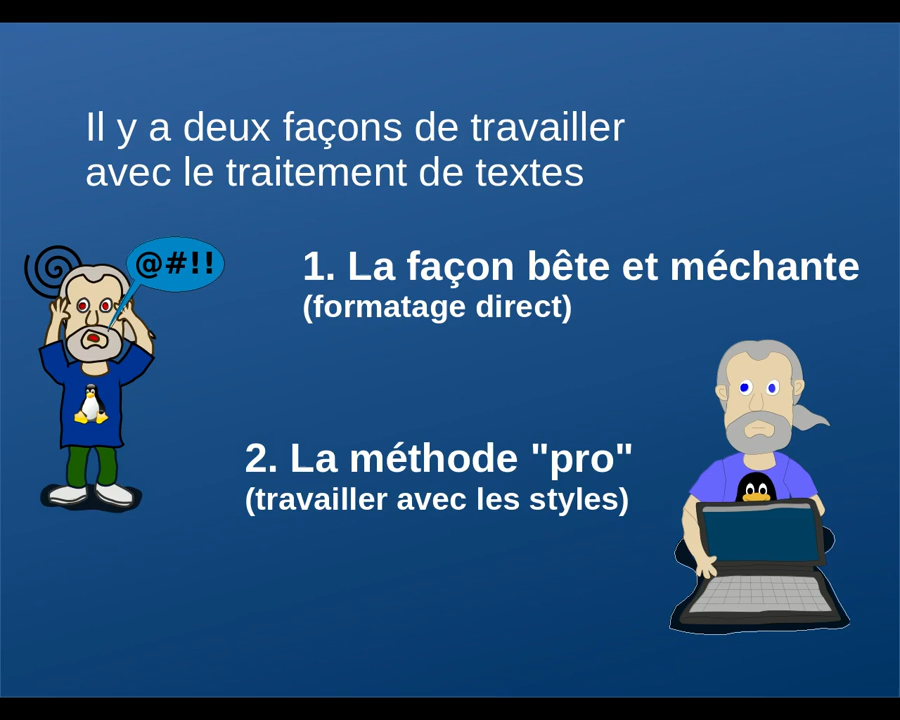 Il y a deux façons de travailler
avec le traitement de textes
@#!!
1. La façon bête et méchante
(formatage direct)
2. La méthode "pro"
(travailler avec les styles)